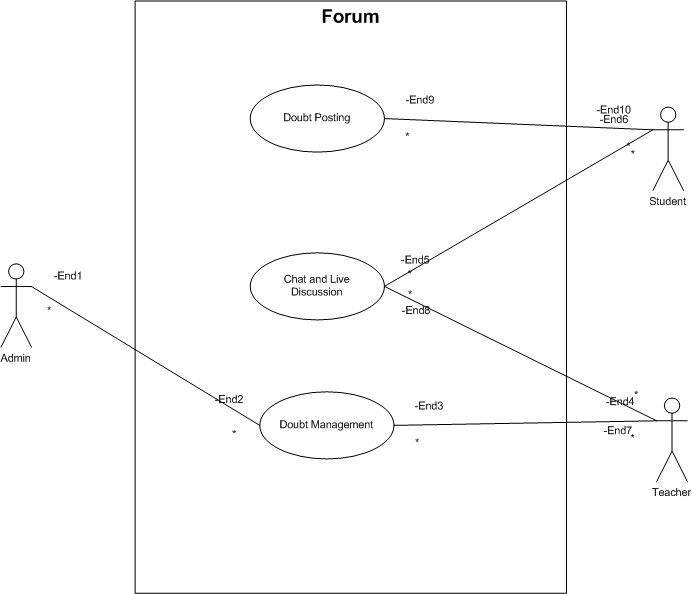 Forum
-End9
-End10
-End6
Doubt Posting
*
*
*
Student
-End5
-End1
*
Chat and Live
Discussion
*
*
-End8
Admin
*
-End2
-End3
-End4
Doubt Management
-End7
*
*
*
Teacher